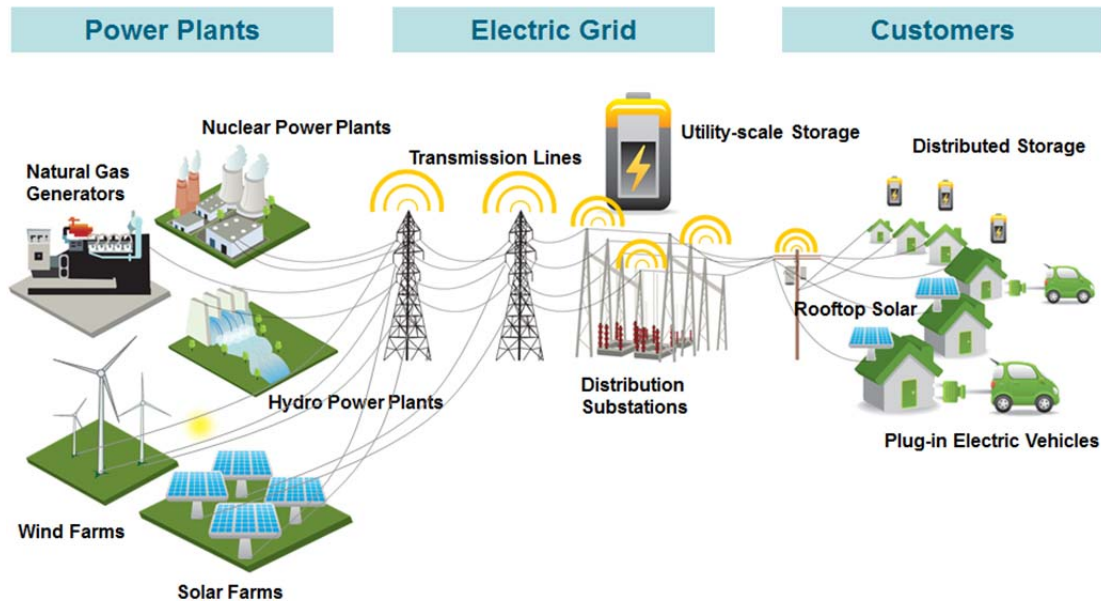 Power Plants
Electric Grid
Customers
Nuclear Power Plants
Natural Gas
Generators
Transmission Lines
Utility-scale Storage
Distributed Storage
Rooftop Solar
Hydro Power Plants
Distribution
Substations
Plug-in Electric Vehicles
Wind Farms
Solar Farms